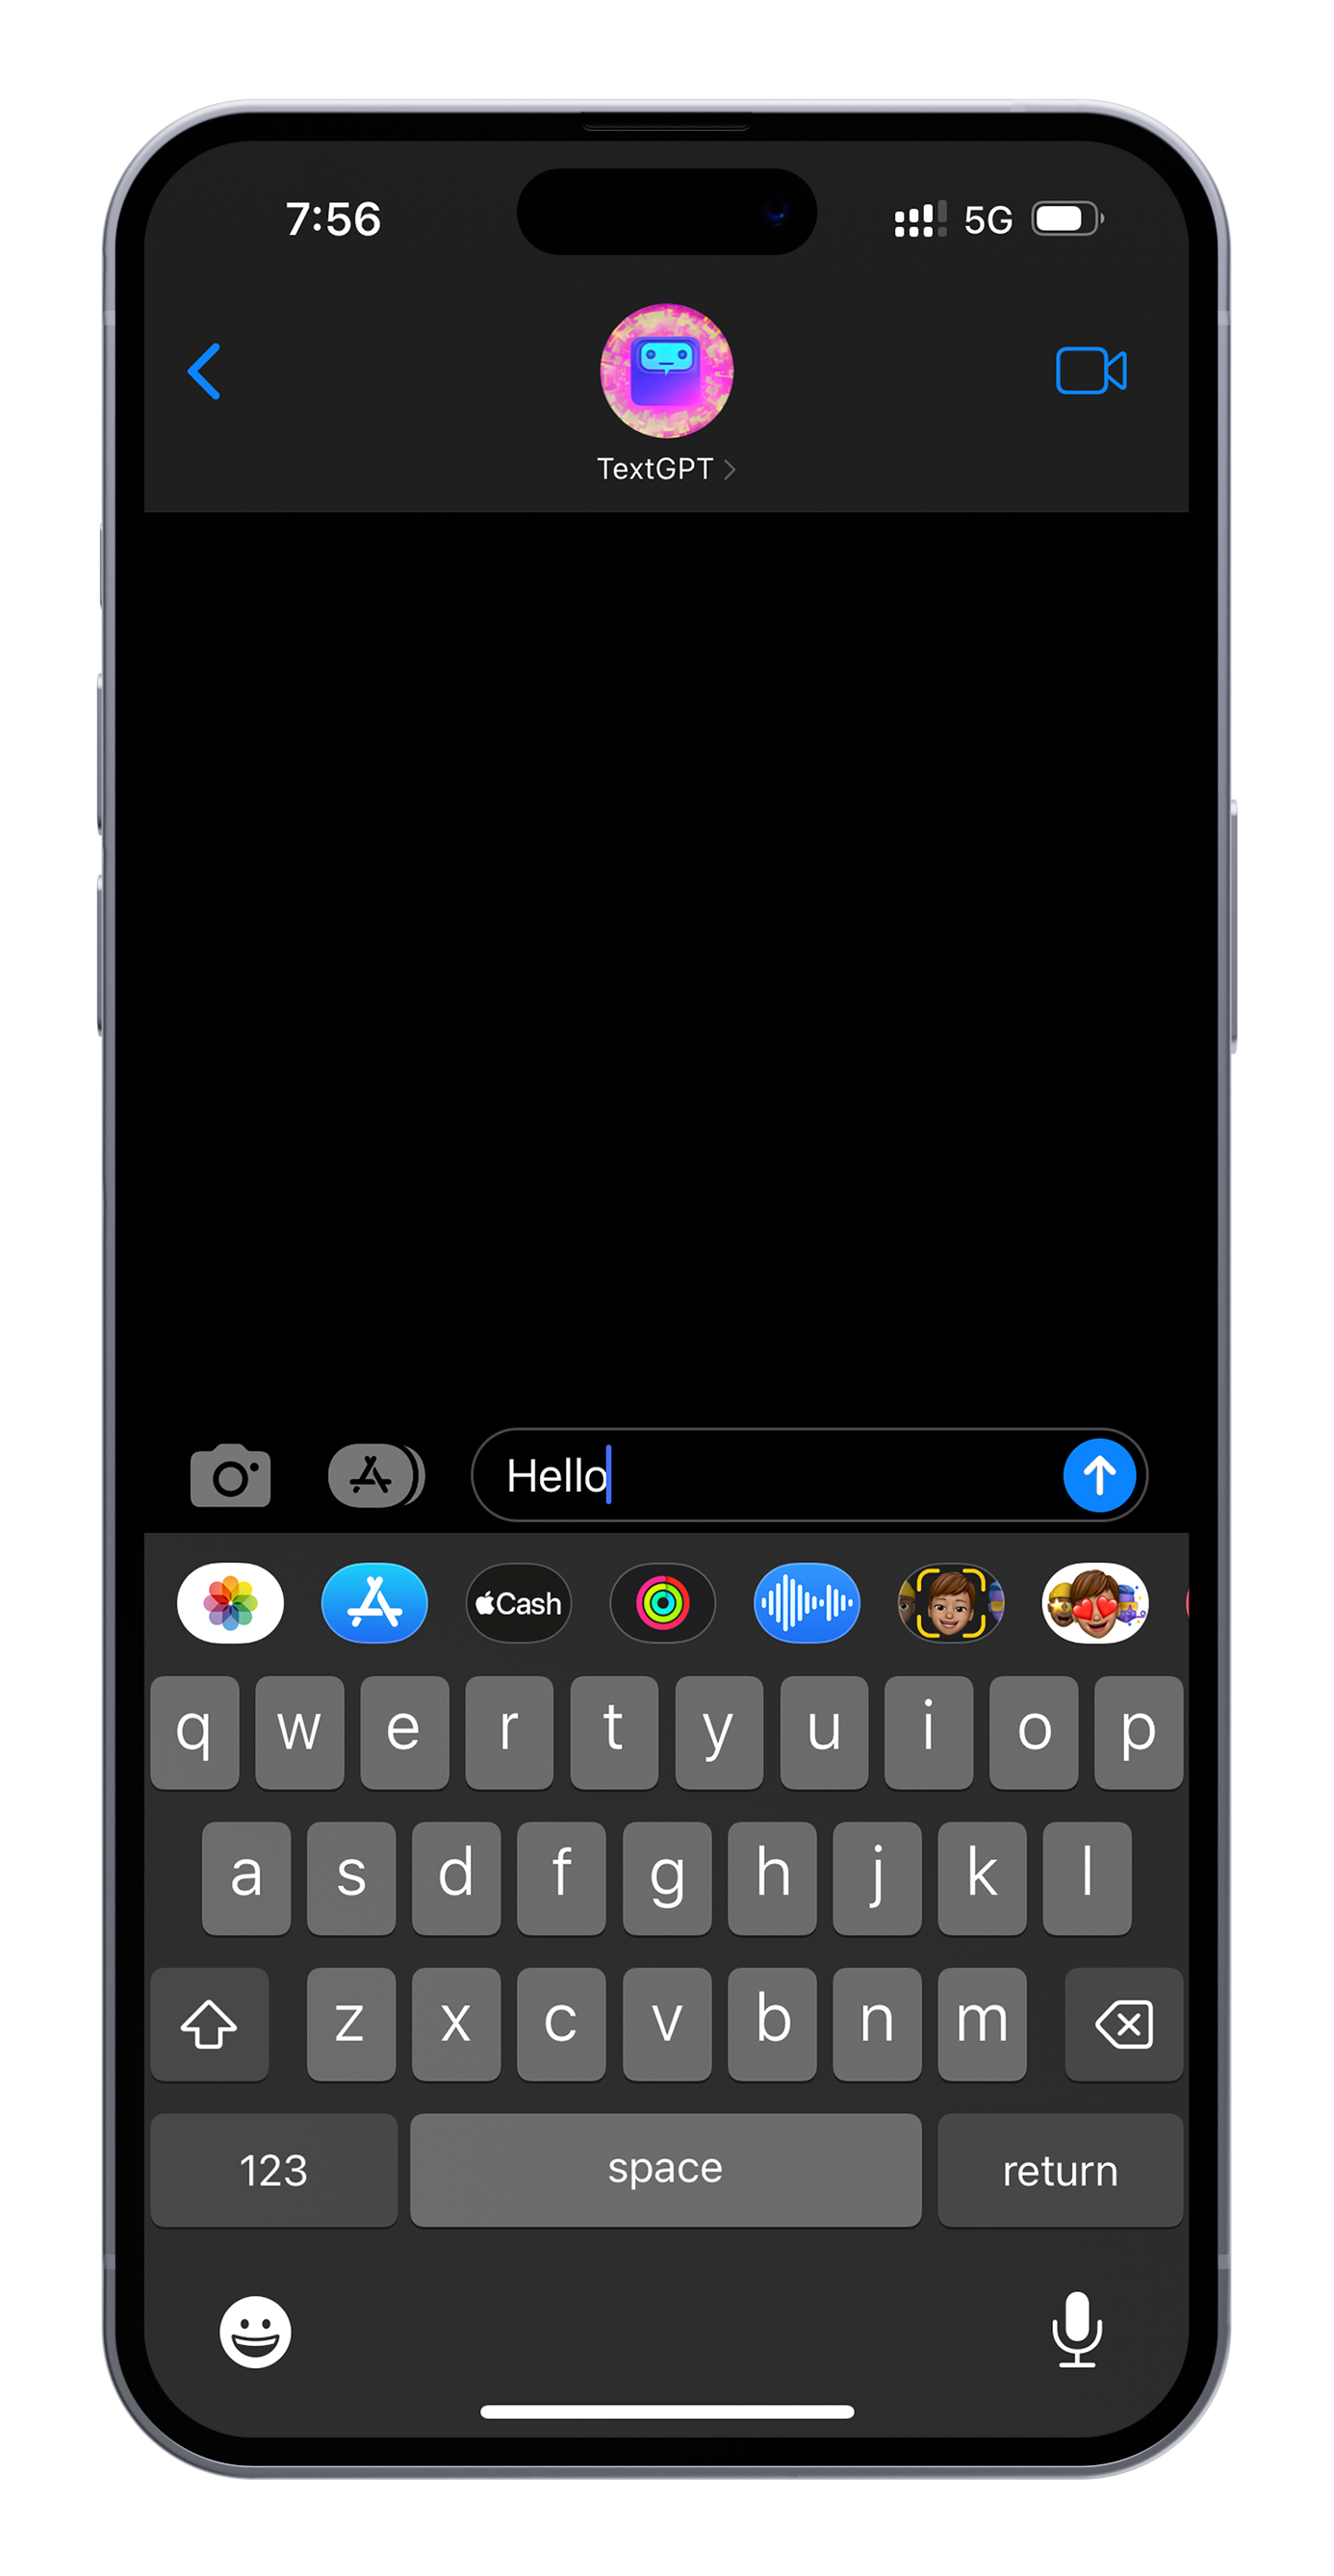 7:56
5G
TextGPT
Hello
Cash
q w e r t y u i o p
a s d f g h j k l
z x c v b n m
123 space return